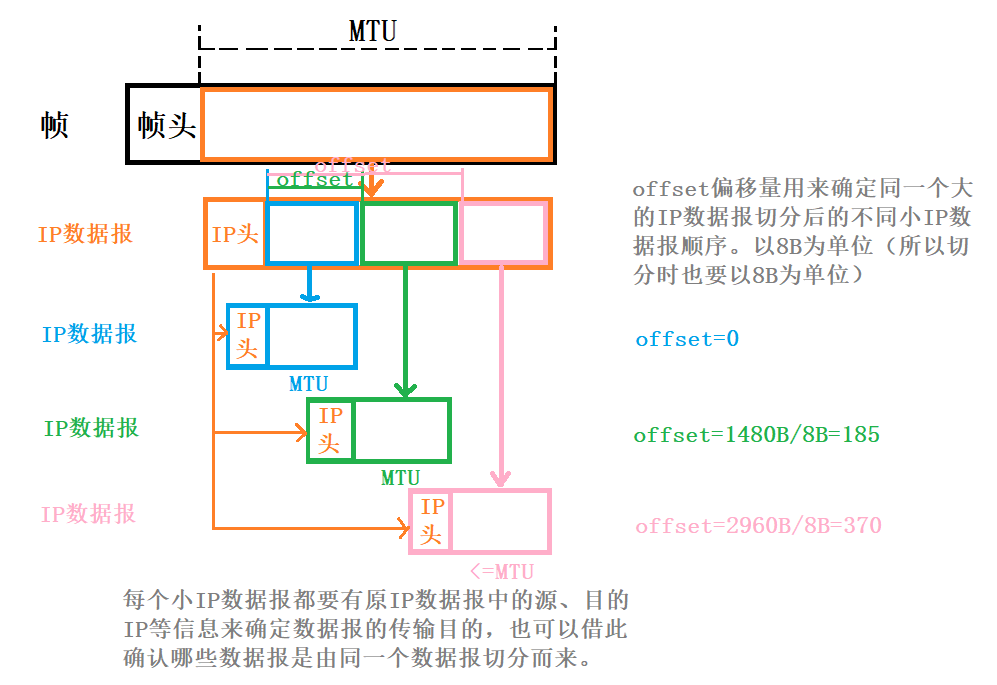 MTU
帧
帧头
offset
offset
IP数据报
IP头
offset偏移量用来确定同一个大
的IP数据报切分后的不同小IP数
据报顺序。以8B为单位（所以切
分时也要以8B为单位）
IP数据报
IP
头
MTU
offset=0
IP数据报
IP
头
MTU
offset=1480B/8B=185
IP数据报
IP
头
<=MTU
offset=2960B/8B=370
每个小IP数据报都要有原IP数据报中的源、目的
IP等信息来确定数据报的传输目的，也可以借此
确认哪些数据报是由同一个数据报切分而来。